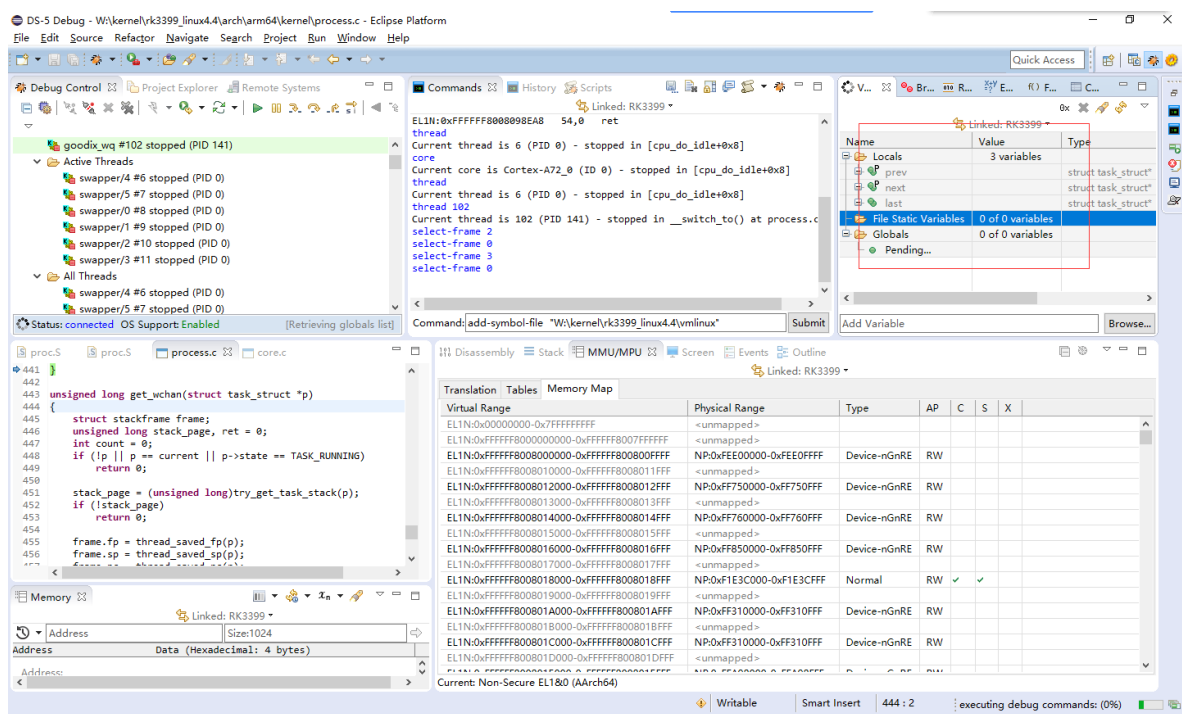 DS-5 Debug - W:\kernel\rk3399_linux4.4\arch\arm64\kernel\process.c - Eclipse Platform
File Edit Source Refactor Navigate Search Project Run Window Help
Quick Access
Debug Control Project Explorer Remote Systems
goodix_wq #102 stopped (PID 141)
Active Threads
swapper/4 #6 stopped (PID 0)
swapper/5 #7 stopped (PID 0)
swapper/0 #8 stopped (PID 0)
swapper/1 #9 stopped (PID 0)
swapper/2 #10 stopped (PID 0)
swapper/3 #11 stopped (PID 0)
All Threads
swapper/4 #6 stopped (PID 0)
swapper/5 #7 stopped (PID 0)
Status: connected OS Support: Enabled [Retrieving globals list]
Commands History Scripts
Linked: RK3399
EL1N:0xFFFFFF8008098EA8 54,0 ret
thread
Current thread is 6 (PID 0) - stopped in [cpu_do_idle+0x8]
core
Current core is Cortex-A72_0 (ID 0) - stopped in [cpu_do_idle+0x8]
thread
Current thread is 6 (PID 0) - stopped in [cpu_do_idle+0x8]
thread 102
Current thread is 102 (PID 141) - stopped in __switch_to() at process.c
select-frame 2
select-frame 0
select-frame 3
select-frame 0
Command: add-symbol-file "W:\kernel\rk3399_linux4.4\vmlinux" Submit
V... Br... R... E... f() F... C...
0x
Linked: RK3399
Name Value Type
Locals 3 variables
prev struct task_struct*
next struct task_struct*
last struct task_struct*
File Static Variables 0 of 0 variables
Globals 0 of 0 variables
Pending...
Add Variable Browse...
proc.S proc.S process.c core.c
441 }
442
443 unsigned long get_wchan(struct task_struct *p)
444 {
445 struct stackframe frame;
446 unsigned long stack_page, ret = 0;
447 int count = 0;
448 if (!p || p == current || p->state == TASK_RUNNING)
449 return 0;
450
451 stack_page = (unsigned long)try_get_task_stack(p);
452 if (!stack_page)
453 return 0;
454
455 frame.fp = thread_saved_fp(p);
456 frame.sp = thread_saved_sp(p);
Memory
Linked: RK3399
Address Size:1024
Address Data (Hexadecimal: 4 bytes)
Address:
Disassembly Stack MMU/MPU Screen Events Outline
Linked: RK3399
Translation Tables Memory Map
Virtual Range Physical Range Type AP C S X
EL1N:0x00000000-0x7FFFFFFFFF <unmapped>
EL1N:0xFFFFFF8000000000-0xFFFFFF8007FFFFFF <unmapped>
EL1N:0xFFFFFF8008000000-0xFFFFFF800800FFFF NP:0xFEE00000-0xFEE0FFFF Device-nGnRE RW
EL1N:0xFFFFFF8008010000-0xFFFFFF8008011FFF <unmapped>
EL1N:0xFFFFFF8008012000-0xFFFFFF8008012FFF NP:0xFF750000-0xFF750FFF Device-nGnRE RW
EL1N:0xFFFFFF8008013000-0xFFFFFF8008013FFF <unmapped>
EL1N:0xFFFFFF8008014000-0xFFFFFF8008014FFF NP:0xFF760000-0xFF760FFF Device-nGnRE RW
EL1N:0xFFFFFF8008015000-0xFFFFFF8008015FFF <unmapped>
EL1N:0xFFFFFF8008016000-0xFFFFFF8008016FFF NP:0xFF850000-0xFF850FFF Device-nGnRE RW
EL1N:0xFFFFFF8008017000-0xFFFFFF8008017FFF <unmapped>
EL1N:0xFFFFFF8008018000-0xFFFFFF8008018FFF NP:0xF1E3C000-0xF1E3CFFF Normal RW ✓ ✓
EL1N:0xFFFFFF8008019000-0xFFFFFF8008019FFF <unmapped>
EL1N:0xFFFFFF800801A000-0xFFFFFF800801AFFF NP:0xFF310000-0xFF310FFF Device-nGnRE RW
EL1N:0xFFFFFF800801B000-0xFFFFFF800801BFFF <unmapped>
EL1N:0xFFFFFF800801C000-0xFFFFFF800801CFFF NP:0xFF310000-0xFF310FFF Device-nGnRE RW
EL1N:0xFFFFFF800801D000-0xFFFFFF800801DFFF <unmapped>
Current: Non-Secure EL1&0 (AArch64)
Writable Smart Insert 444 : 2 executing debug commands: (0%)